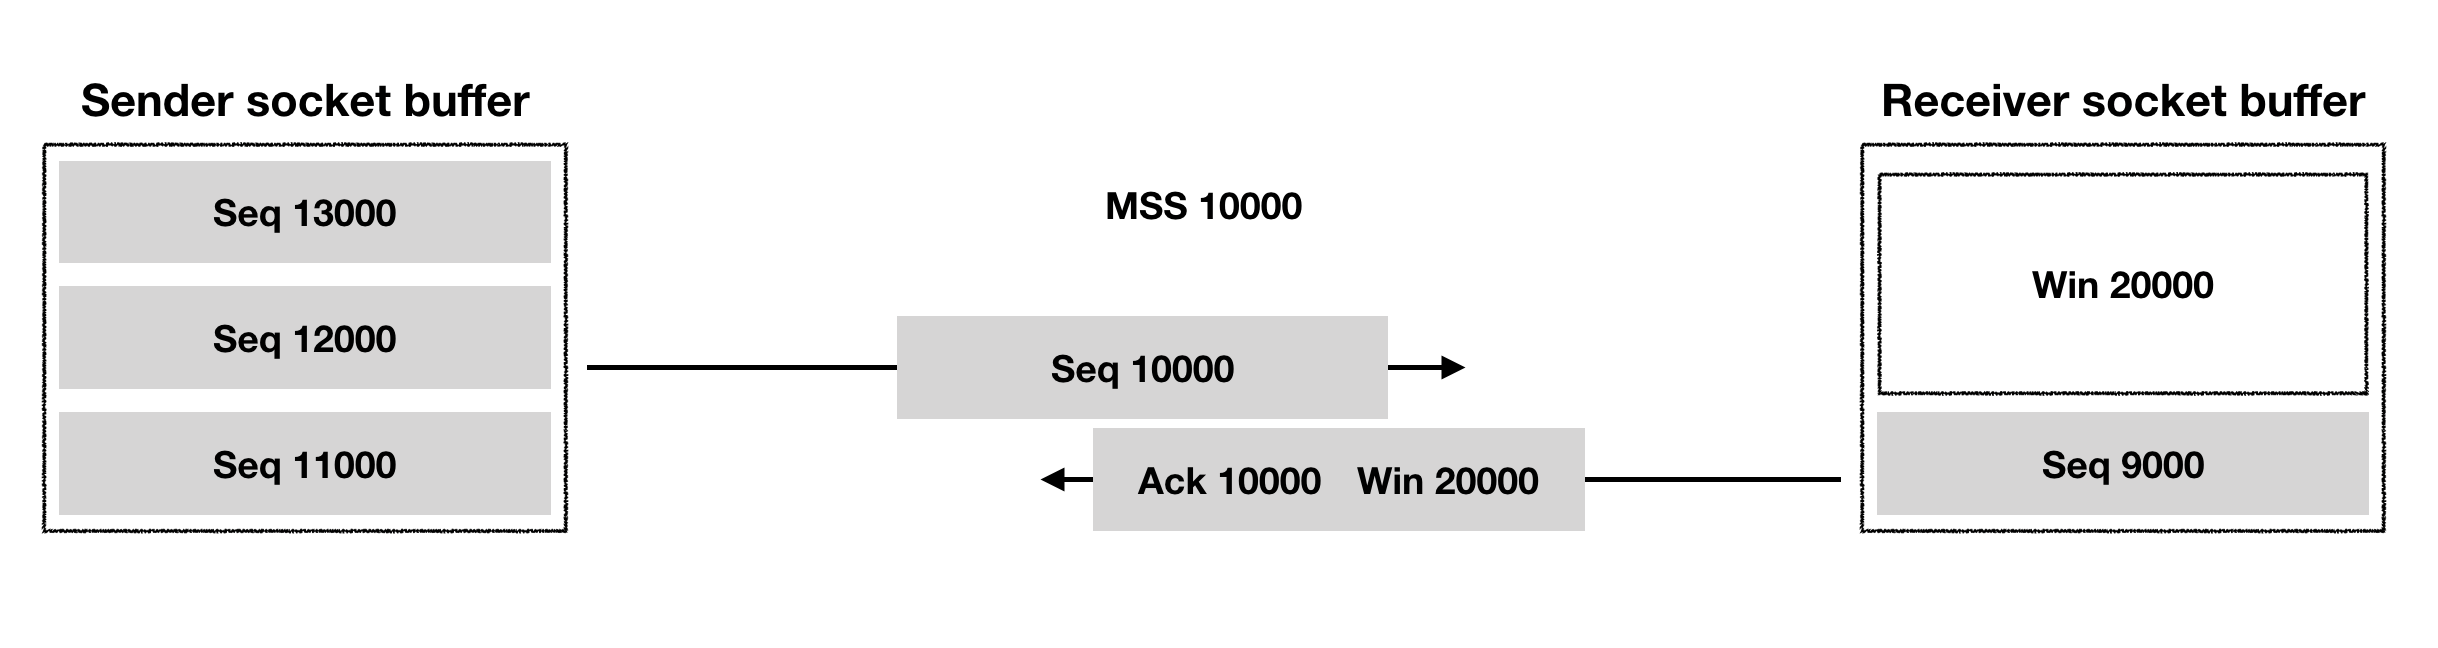 Sender socket buffer
Seq 13000
Seq 12000
Seq 11000
MSS 10000
Seq 10000
Ack 10000 Win 20000
Receiver socket buffer
Win 20000
Seq 9000